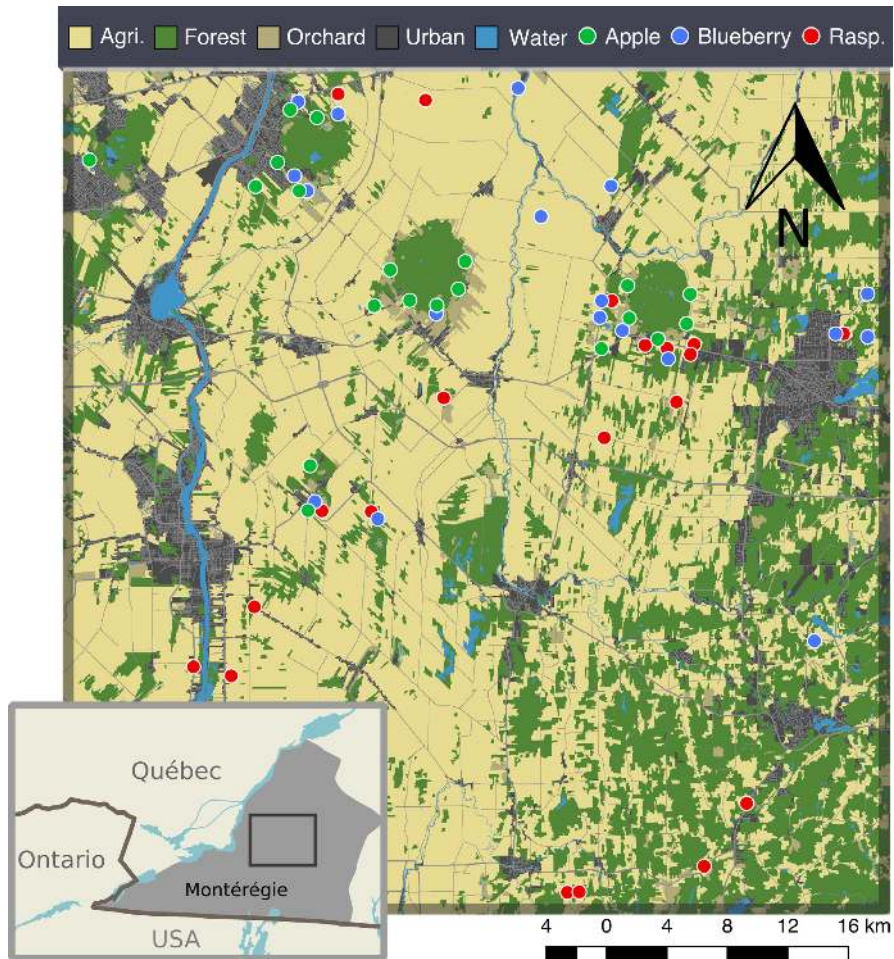 Agri. Forest Orchard Urban Water Apple Blueberry Rasp.
N
Québec
Ontario
Montérégie
USA
4 0 4 8 12 16 km